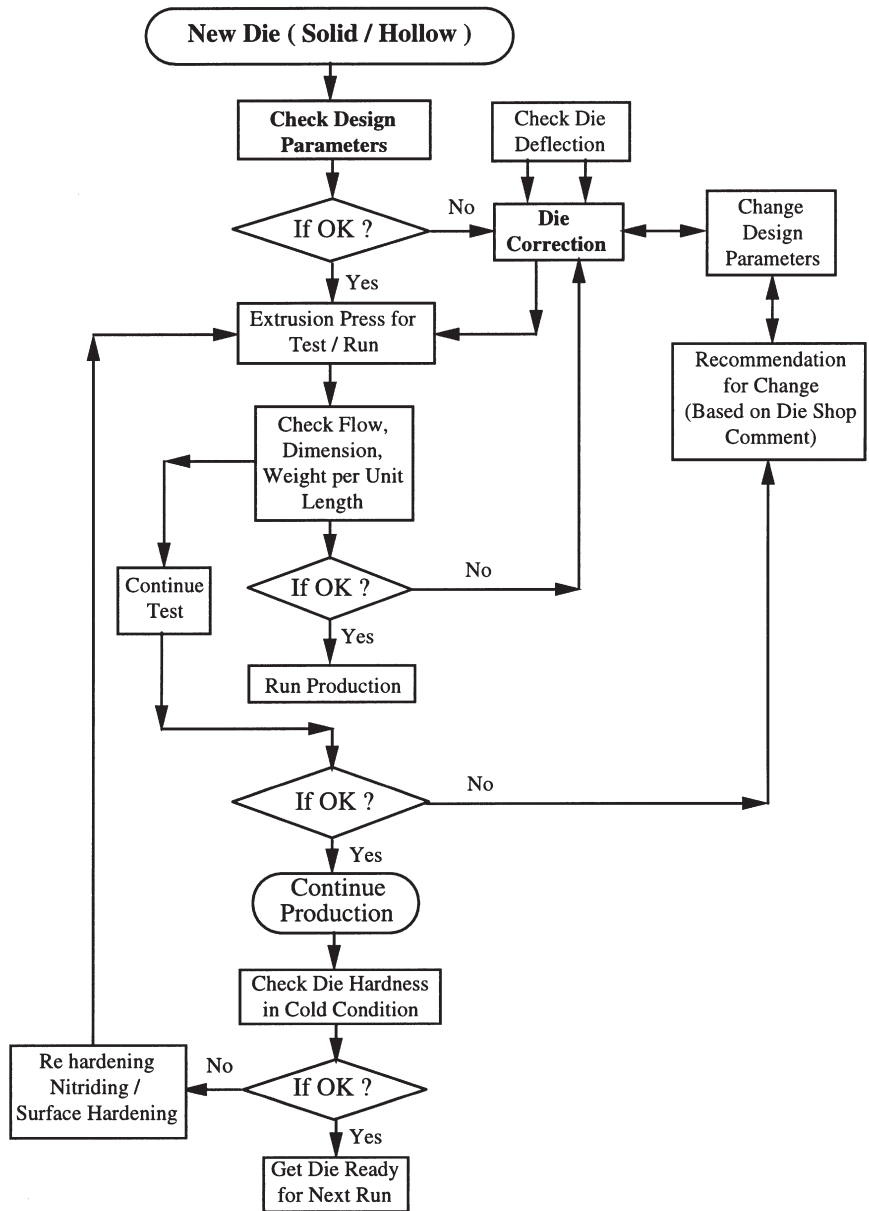 New Die ( Solid / Hollow )
Check Design
Parameters
Check Die
Deflection
If OK ?
No
Die
Correction
Change
Design
Parameters
Yes
Extrusion Press for
Test / Run
Recommendation
for Change
(Based on Die Shop
Comment)
Check Flow,
Dimension,
Weight per Unit
Length
Continue
Test
If OK ?
No
Yes
Run Production
If OK ?
No
Yes
Continue
Production
Check Die Hardness
in Cold Condition
Re hardening
Nitriding /
Surface Hardening
No
If OK ?
Yes
Get Die Ready
for Next Run